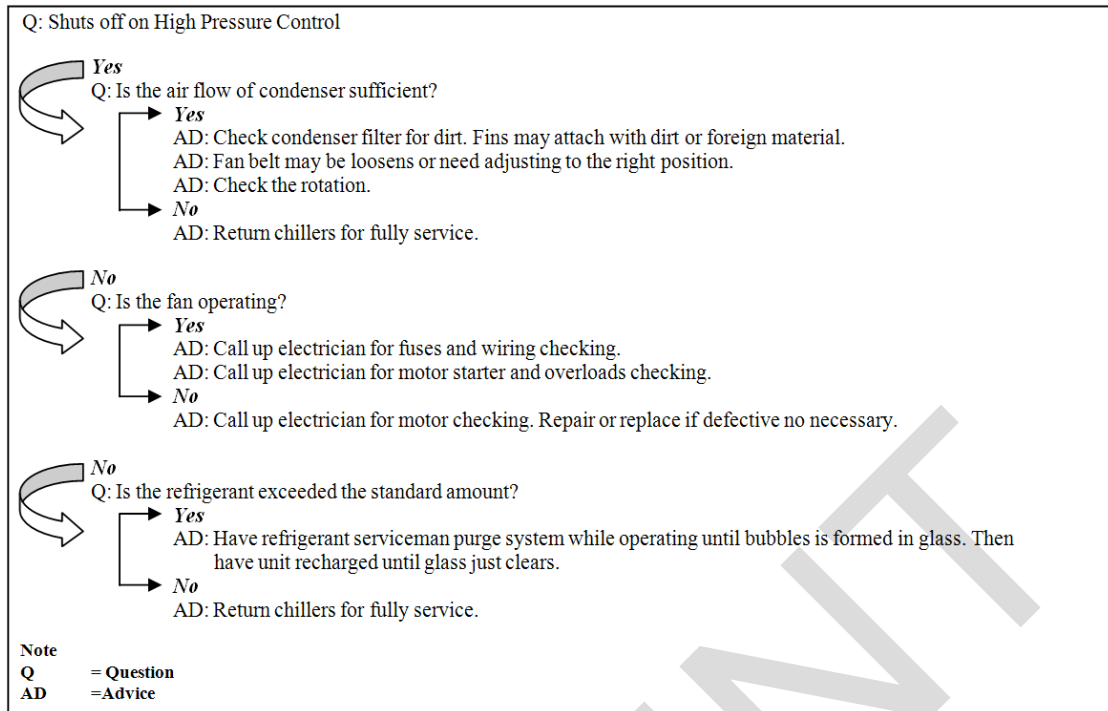 Q: Shuts off on High Pressure Control
Yes
Q: Is the air flow of condenser sufficient?
Yes
AD: Check condenser filter for dirt. Fins may attach with dirt or foreign material.
AD: Fan belt may be loosens or need adjusting to the right position.
AD: Check the rotation.
No
AD: Return chillers for fully service.
No
Q: Is the fan operating?
Yes
AD: Call up electrician for fuses and wiring checking.
AD: Call up electrician for motor starter and overloads checking.
No
AD: Call up electrician for motor checking. Repair or replace if defective no necessary.
No
Q: Is the refrigerant exceeded the standard amount?
Yes
AD: Have refrigerant serviceman purge system while operating until bubbles is formed in glass. Then
have unit recharged until glass just clears.
No
AD: Return chillers for fully service.
Note
Q = Question
AD =Advice